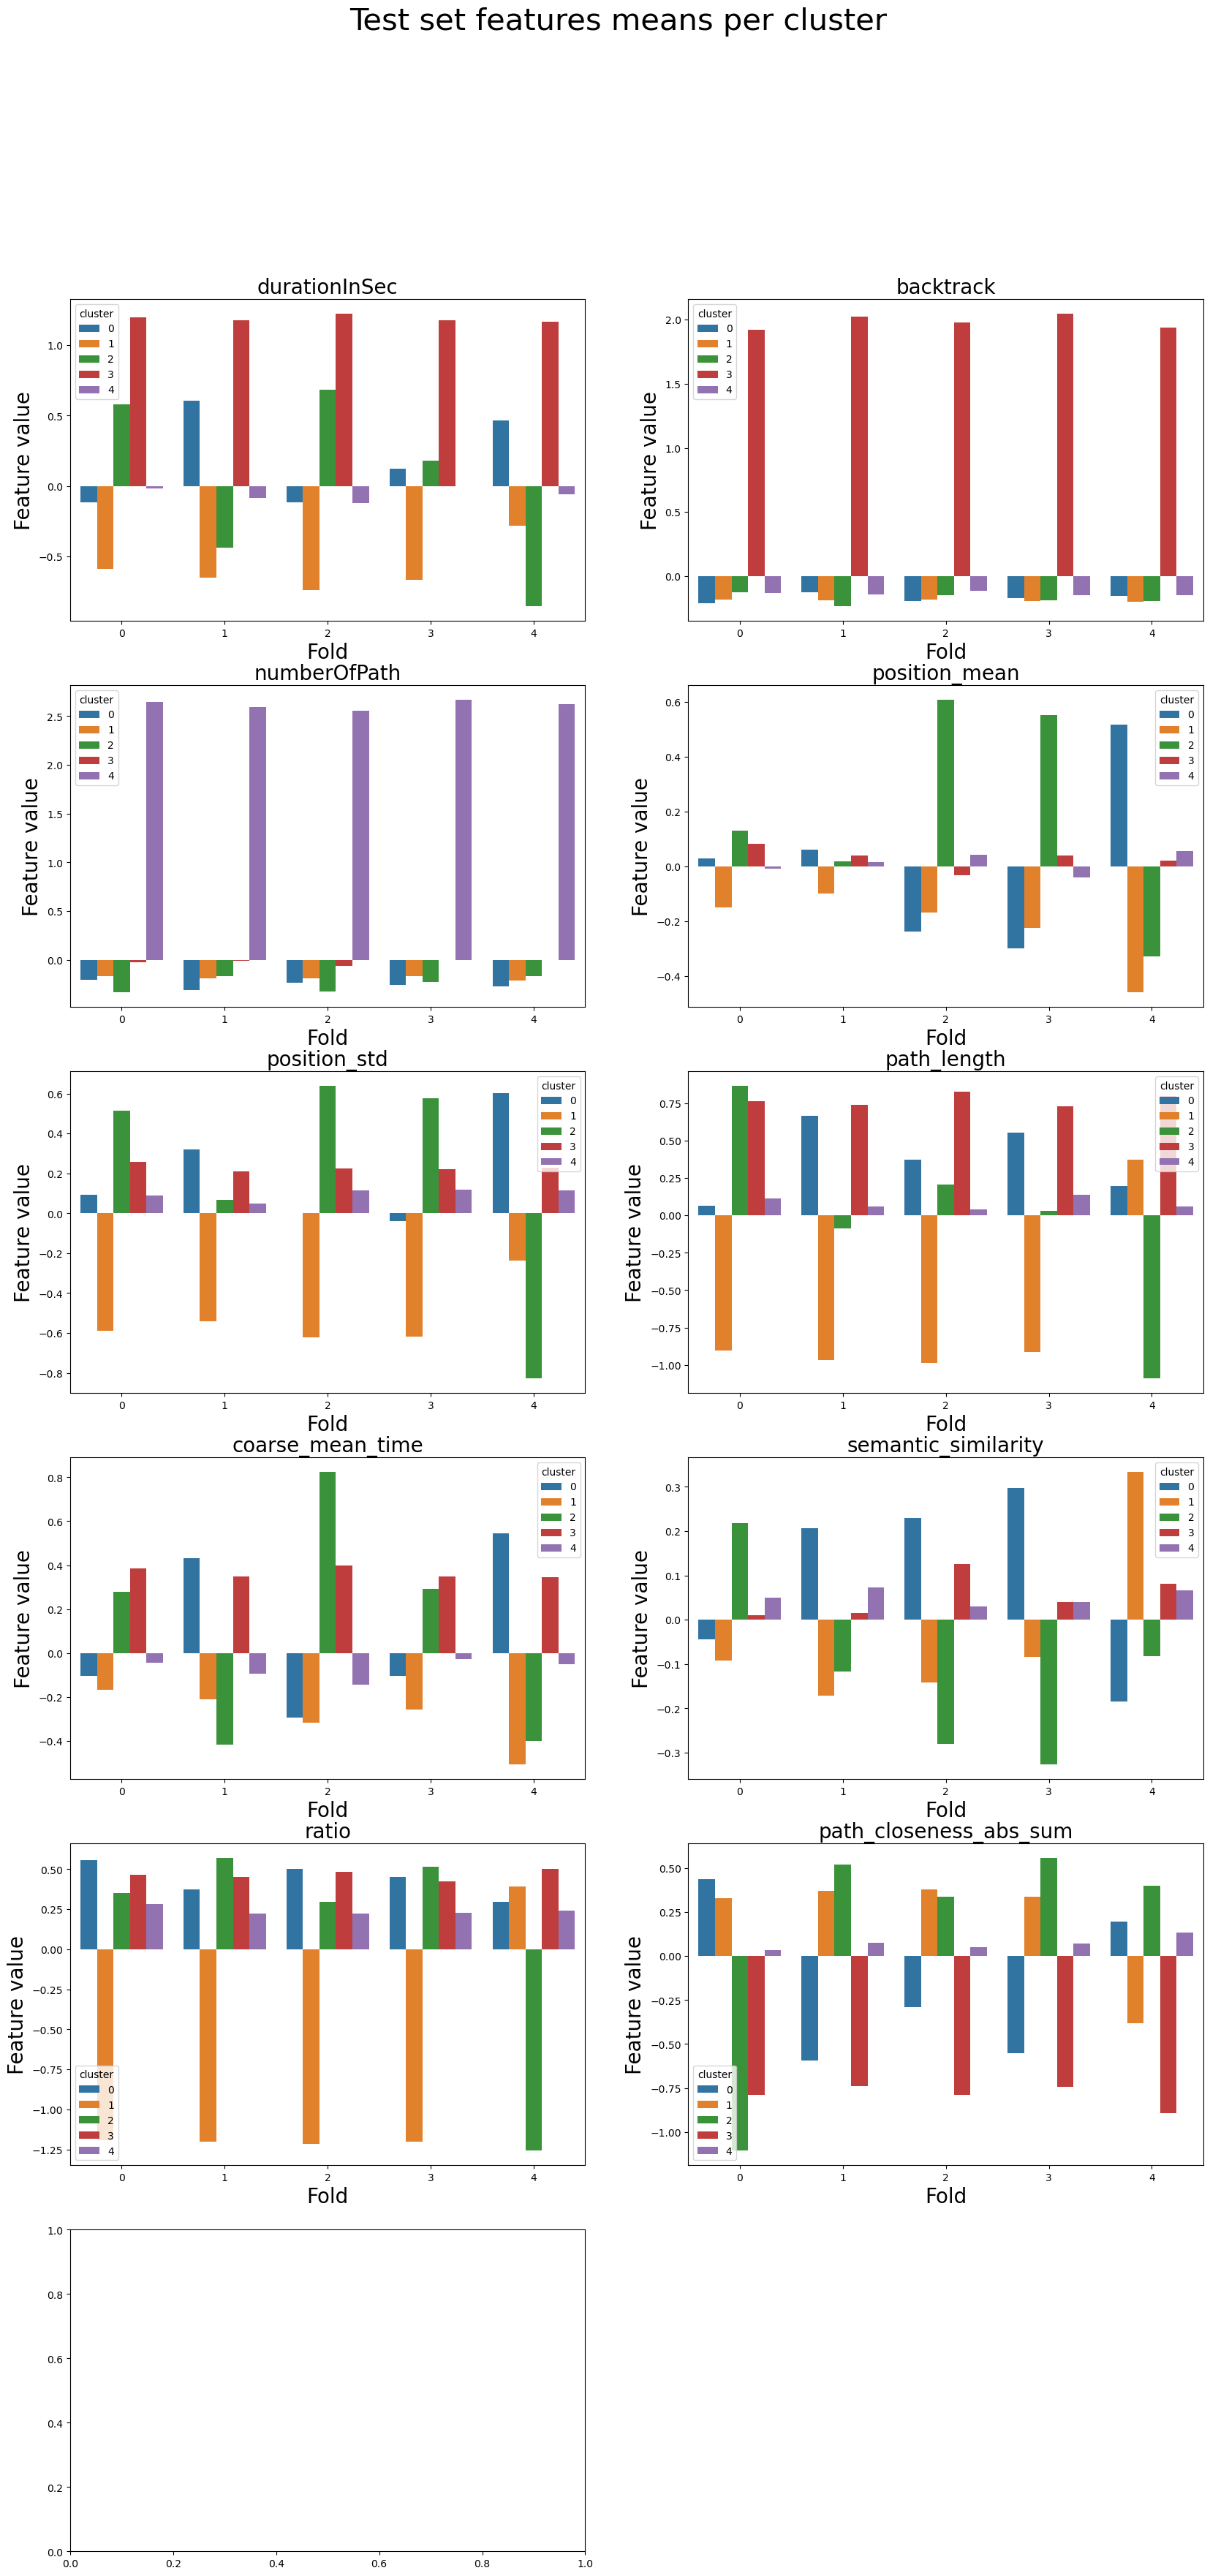 Test set features means per cluster
durationInSec
Feature value
1.0
0.5
0.0
−0.5
cluster
0
1
2
3
4
0 1 2 3 4
Fold
backtrack
Feature value
2.0
1.5
1.0
0.5
0.0
cluster
0
1
2
3
4
0 1 2 3 4
Fold
numberOfPath
Feature value
2.5
2.0
1.5
1.0
0.5
0.0
cluster
0
1
2
3
4
0 1 2 3 4
Fold
position_mean
Feature value
0.6
0.4
0.2
0.0
−0.2
−0.4
cluster
0
1
2
3
4
0 1 2 3 4
Fold
position_std
Feature value
0.6
0.4
0.2
0.0
−0.2
−0.4
−0.6
−0.8
cluster
0
1
2
3
4
0 1 2 3 4
Fold
path_length
Feature value
0.75
0.50
0.25
0.00
−0.25
−0.50
−0.75
−1.00
cluster
0
1
2
3
4
0 1 2 3 4
Fold
coarse_mean_time
Feature value
0.8
0.6
0.4
0.2
0.0
−0.2
−0.4
cluster
0
1
2
3
4
0 1 2 3 4
Fold
semantic_similarity
Feature value
0.3
0.2
0.1
0.0
−0.1
−0.2
−0.3
cluster
0
1
2
3
4
0 1 2 3 4
Fold
ratio
Feature value
0.50
0.25
0.00
−0.25
−0.50
−0.75
−1.00
−1.25
cluster
0
1
2
3
4
0 1 2 3 4
Fold
path_closeness_abs_sum
Feature value
0.50
0.25
0.00
−0.25
−0.50
−0.75
−1.00
cluster
0
1
2
3
4
0 1 2 3 4
Fold
1.0
0.8
0.6
0.4
0.2
0.0
0.0 0.2 0.4 0.6 0.8 1.0